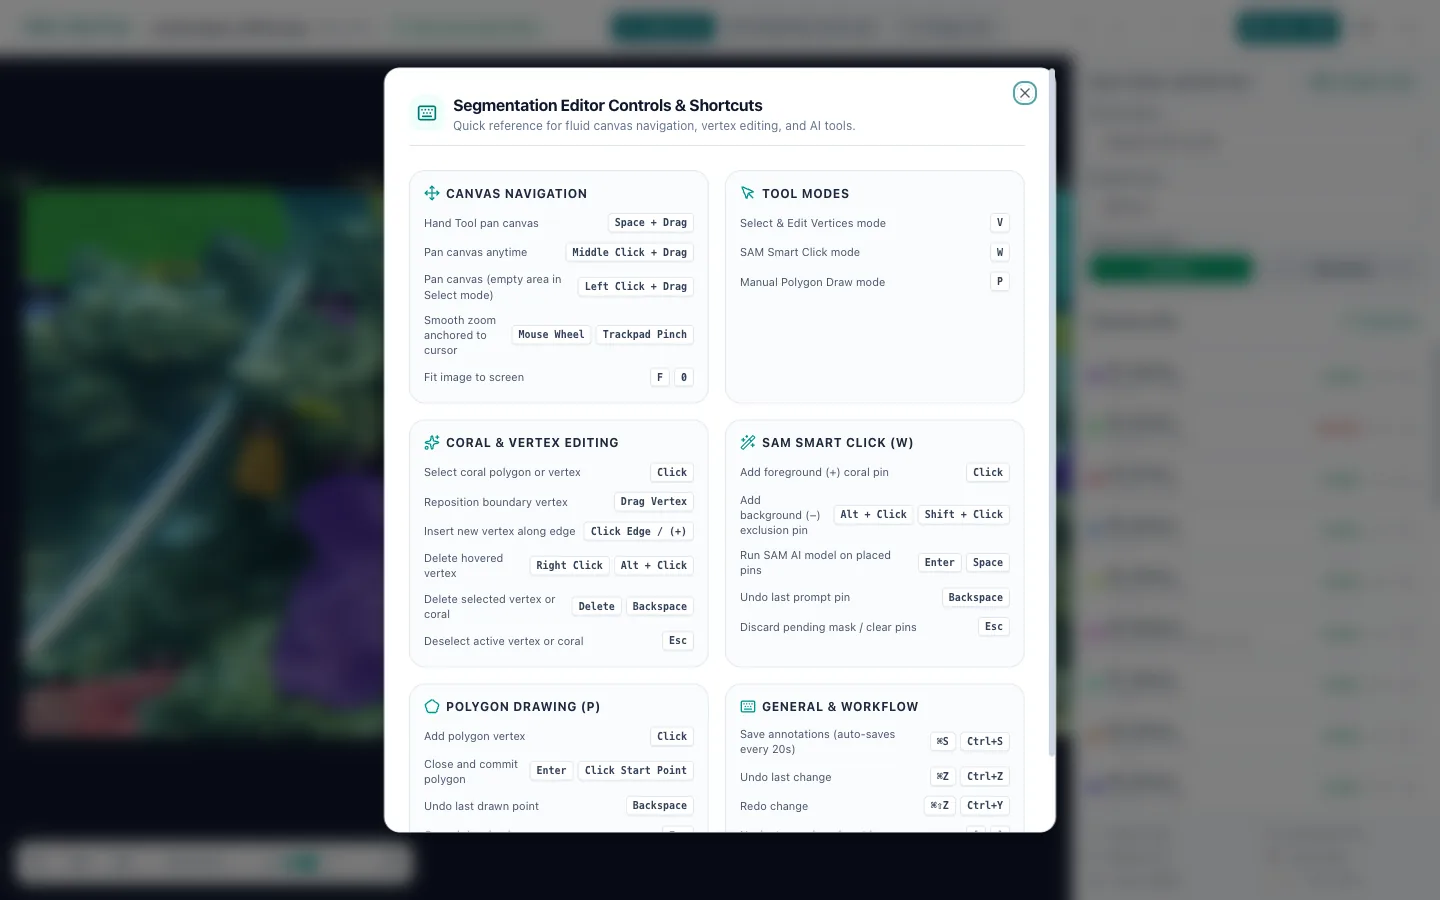 Segmentation Editor Controls & Shortcuts
Quick reference for fluid canvas navigation, vertex editing, and AI tools.
CANVAS NAVIGATION
Hand Tool pan canvas Space + Drag
Pan canvas anytime Middle Click + Drag
Pan canvas (empty area in
Select mode) Left Click + Drag
Smooth zoom
anchored to
cursor Mouse Wheel Trackpad Pinch
Fit image to screen F 0
TOOL MODES
Select & Edit Vertices mode V
SAM Smart Click mode W
Manual Polygon Draw mode P
CORAL & VERTEX EDITING
Select coral polygon or vertex Click
Reposition boundary vertex Drag Vertex
Insert new vertex along edge Click Edge / (+)
Delete hovered
vertex Right Click Alt + Click
Delete selected vertex or
coral Delete Backspace
Deselect active vertex or coral Esc
SAM SMART CLICK (W)
Add foreground (+) coral pin Click
Add
background (−)
exclusion pin Alt + Click Shift + Click
Run SAM AI model on placed
pins Enter Space
Undo last prompt pin Backspace
Discard pending mask / clear pins Esc
POLYGON DRAWING (P)
Add polygon vertex Click
Close and commit
polygon Enter Click Start Point
Undo last drawn point Backspace
GENERAL & WORKFLOW
Save annotations (auto-saves
every 20s) ⌘S Ctrl+S
Undo last change ⌘Z Ctrl+Z
Redo change ⌘⇧Z Ctrl+Y